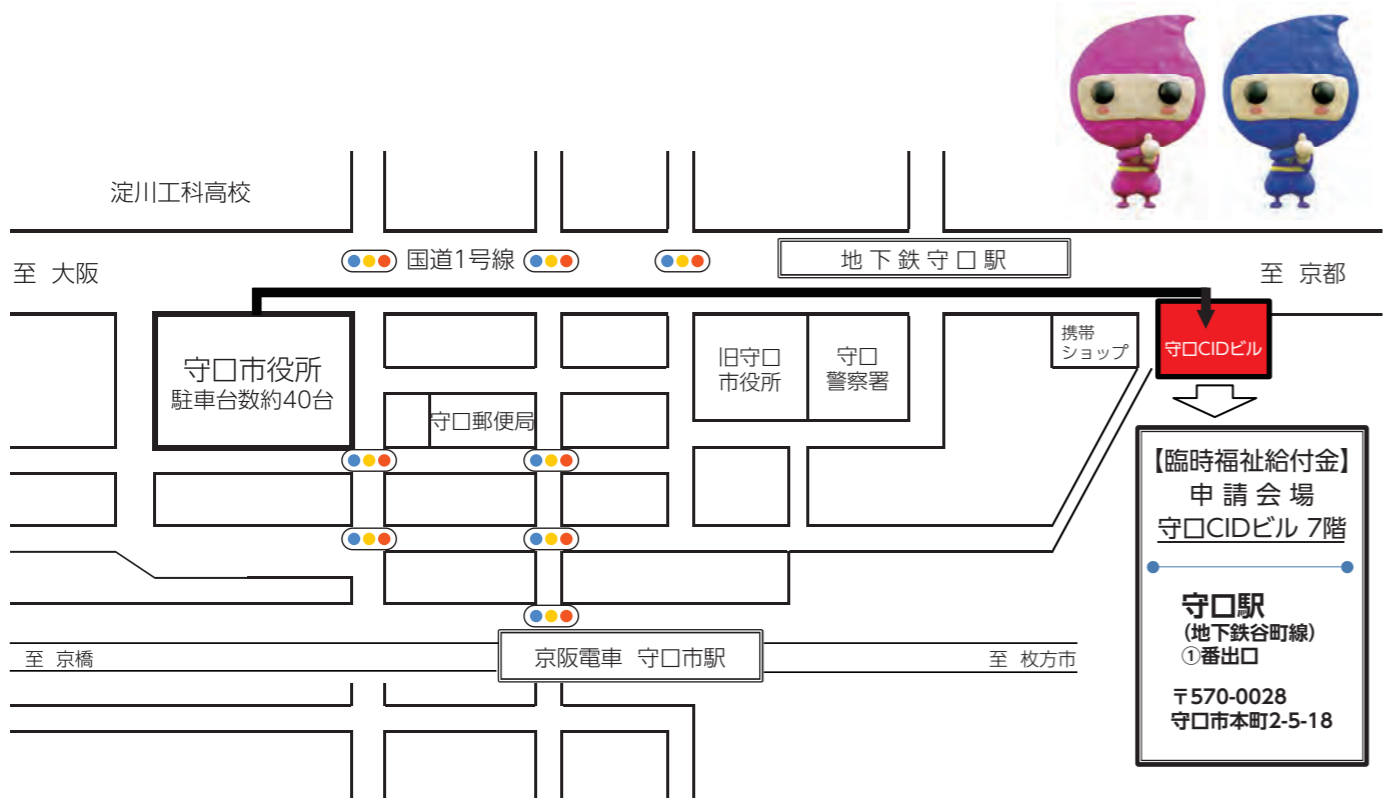 淀川工科高校
国道1号線
地下鉄守口駅
至 大阪
至 京都
守口市役所
駐車台数約40台
旧守口
市役所
守口
警察署
携帯
ショップ
守口CIDビル
守口郵便局
【臨時福祉給付金】
申請会場
守口CIDビル 7階
守口駅
(地下鉄谷町線)
①番出口
〒570-0028
守口市本町2-5-18
至 京橋
京阪電車 守口市駅
至 枚方市